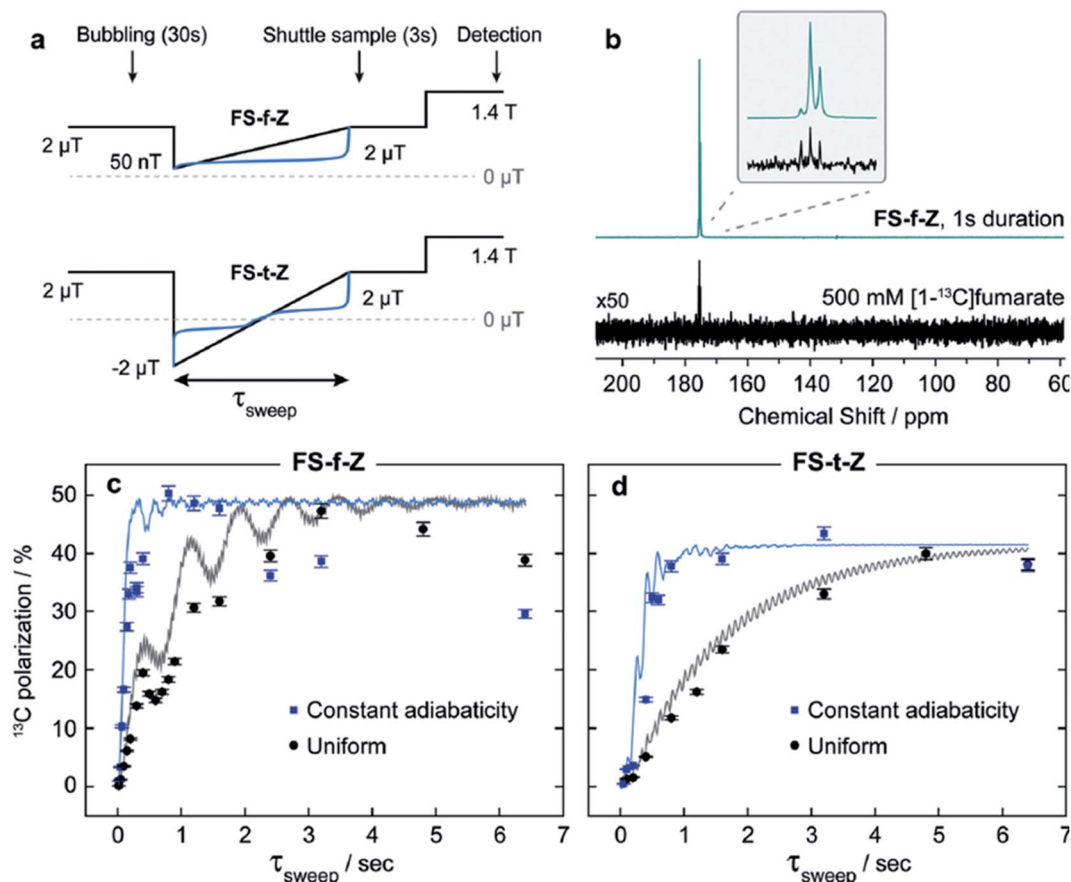 a
Bubbling (30s)
Shuttle sample (3s)
Detection
FS-f-Z
1.4 T
2 µT
50 nT
2 µT
0 µT
FS-t-Z
1.4 T
2 µT
2 µT
0 µT
-2 µT
τsweep
b
FS-f-Z, 1s duration
x50
500 mM [1-¹³C]fumarate
200 180 160 140 120 100 80 6
Chemical Shift / ppm
c
FS-f-Z
¹³C polarization / %
50
40
30
20
10
0
Constant adiabaticity
Uniform
0 1 2 3 4 5 6 7
τsweep / sec
d
FS-t-Z
Constant adiabaticity
Uniform
0 1 2 3 4 5 6 7
τsweep / sec